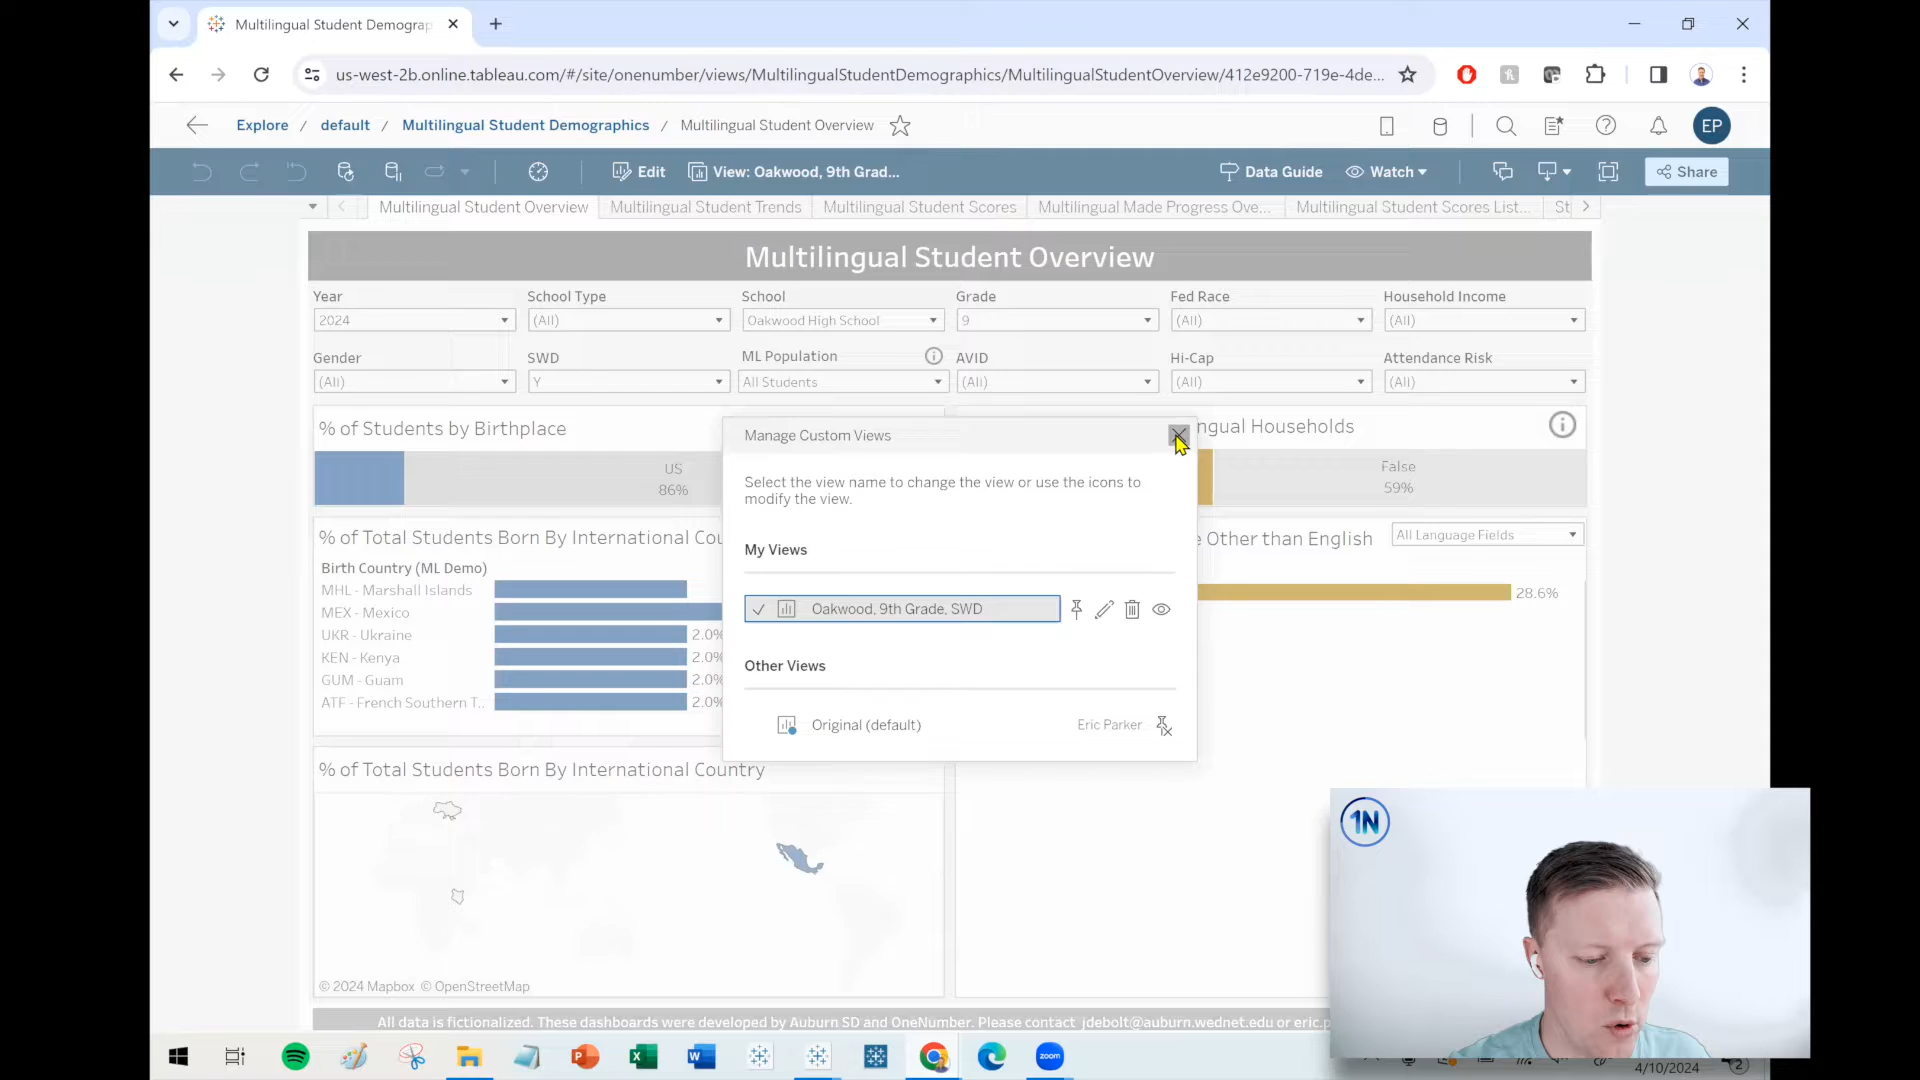 Multilingual Student Demograp
us-west-2b.online.tableau.com/#/site/onenumber/views/MultilingualStudentDemographics/MultilingualStudentOverview/412e9200-719e-4de...
Explore / default / Multilingual Student Demographics / Multilingual Student Overview
EP
Edit
View: Oakwood, 9th Grad...
Data Guide
Watch
Share
Multilingual Student Overview
Multilingual Student Trends
Multilingual Student Scores
Multilingual Made Progress Ove...
Multilingual Student Scores List...
St
Multilingual Student Overview
Year
School Type
School
Grade
Fed Race
Household Income
2024
(All)
Oakwood High School
9
(All)
(All)
Gender
SWD
ML Population
AVID
Hi-Cap
Attendance Risk
(All)
Y
All Students
(All)
(All)
(All)
% of Students by Birthplace
US
86%
ngual Households
False
59%
Manage Custom Views
Select the view name to change the view or use the icons to
modify the view.
My Views
Oakwood, 9th Grade, SWD
Other Views
Original (default)
Eric Parker
% of Total Students Born By International Cou
Birth Country (ML Demo)
MHL - Marshall Islands
MEX - Mexico
UKR - Ukraine
2.0%
KEN - Kenya
2.0%
GUM - Guam
2.0%
ATF - French Southern T..
2.0%
e Other than English
All Language Fields
28.6%
% of Total Students Born By International Country
© 2024 Mapbox © OpenStreetMap
All data is fictionalized. These dashboards were developed by Auburn SD and OneNumber. Please contact jdebolt@auburn.wednet.edu or eric.p
1N
zoom
4/10/2024
2